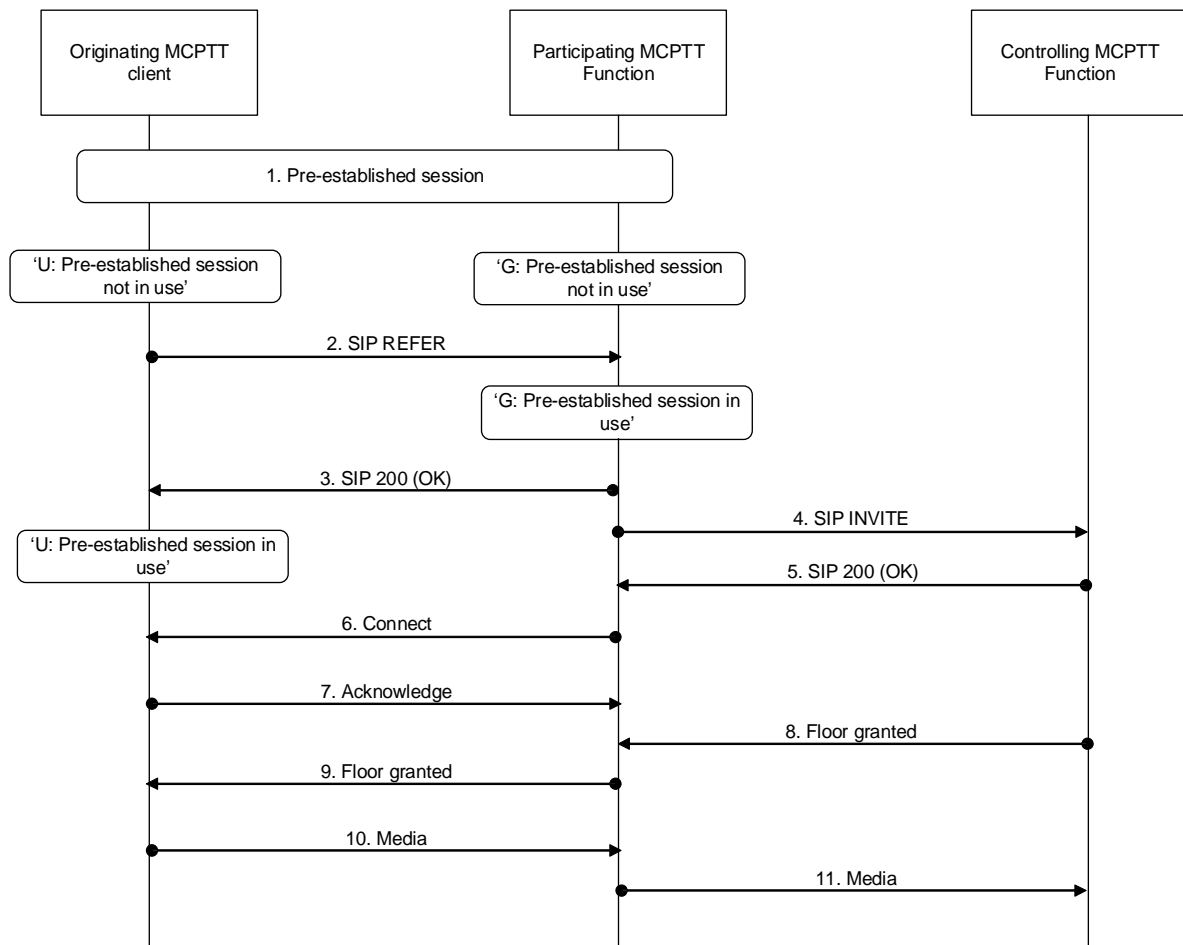 Originating MCPTT
client
Participating MCPTT
Function
Controlling MCPTT
Function
1. Pre-established session
‘U: Pre-established session
not in use’
‘G: Pre-established session
not in use’
2. SIP REFER
‘G: Pre-established session in
use’
3. SIP 200 (OK)
4. SIP INVITE
‘U: Pre-established session in
use’
5. SIP 200 (OK)
6. Connect
7. Acknowledge
8. Floor granted
9. Floor granted
10. Media
11. Media